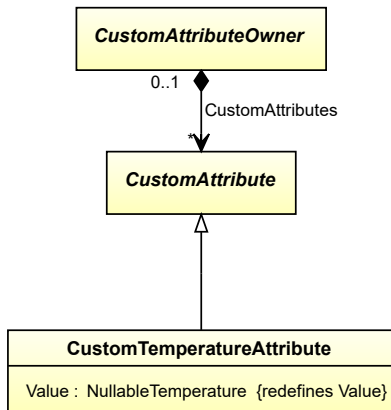 CustomAttributeOwner
0..1
CustomAttributes
*
CustomAttribute
CustomTemperatureAttribute
Value : NullableTemperature {redefines Value}